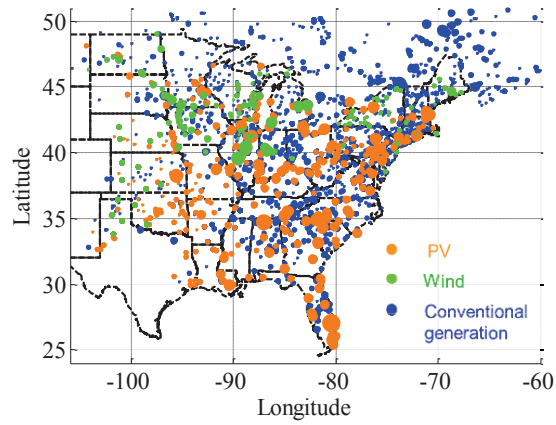 50
45
40
35
30
25
Latitude
PV
Wind
Conventional
generation
-100 -90 -80 -70 -60
Longitude